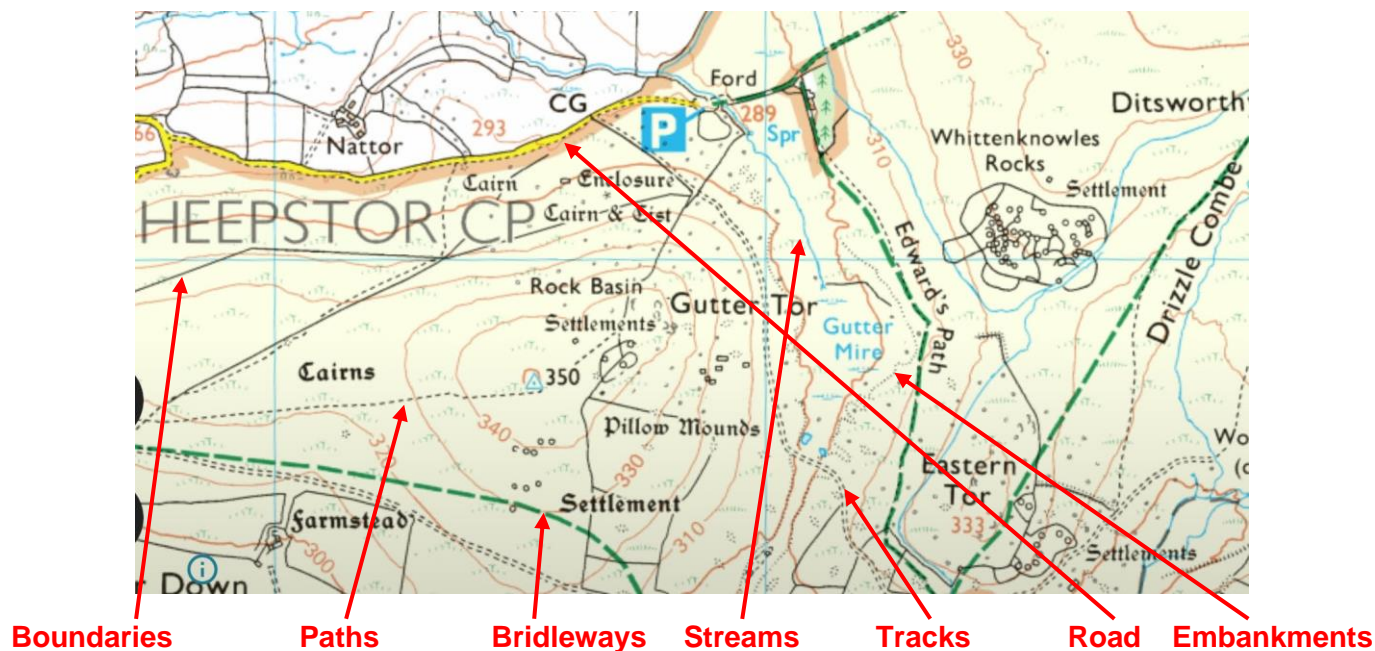 Ford
CG
P
289
330
Ditsworthy
66
293
Spr
310
Whittenknowles
Rocks
Nattor
Cairn
Enclosure
Settlement
HEEPSTOR CP
Cairn & Cist
Edward's Path
Drizzle Combe
Rock Basin
Gutter Tor
Settlements
Gutter
Mire
Cairns
350
340
Pillow Mounds
320
330
Eastern
Tor
Wo
(c
Settlement
Farmstead
310
333
300
Settlements
i
r Down
Boundaries Paths Bridleways Streams Tracks Road Embankments